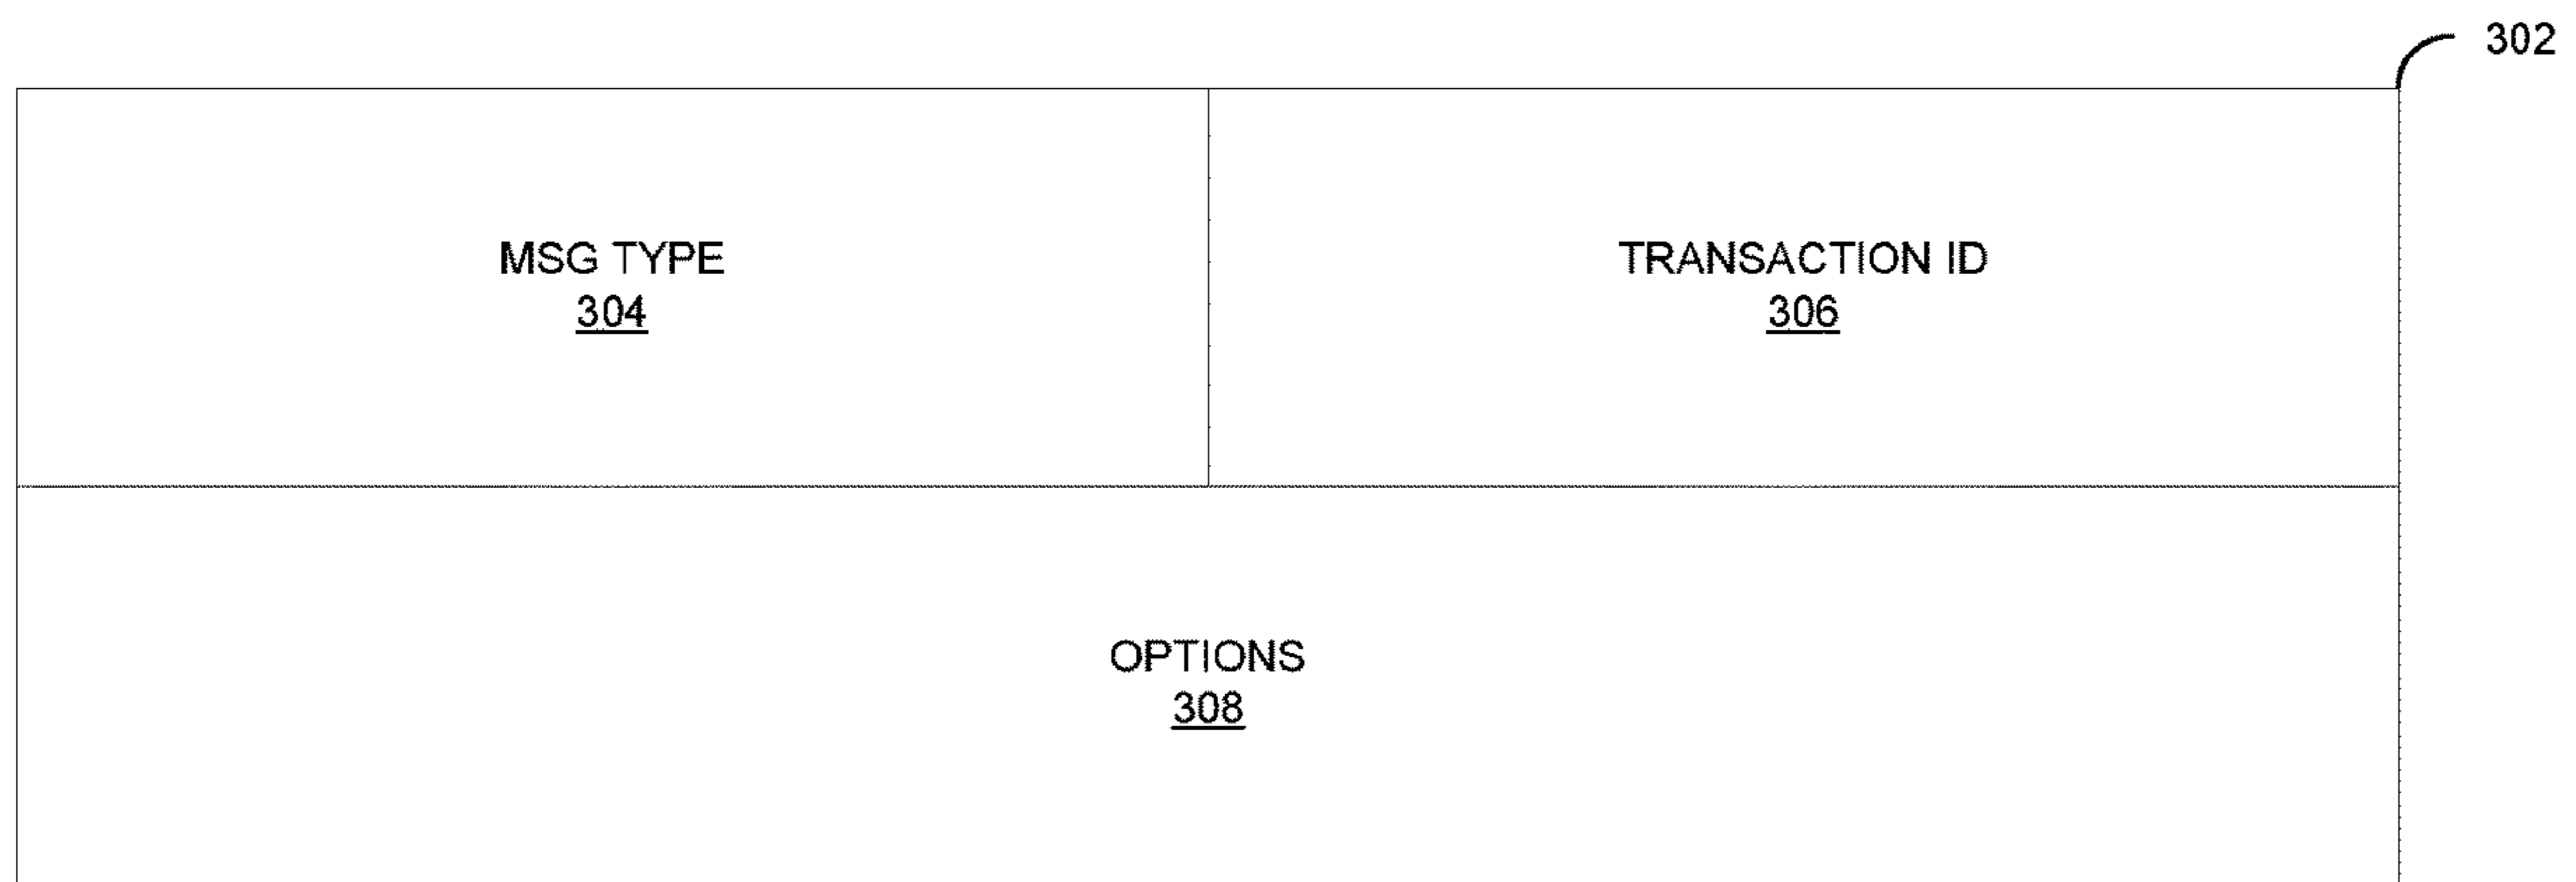 302
MSG TYPE
304
TRANSACTION ID
306
OPTIONS
308